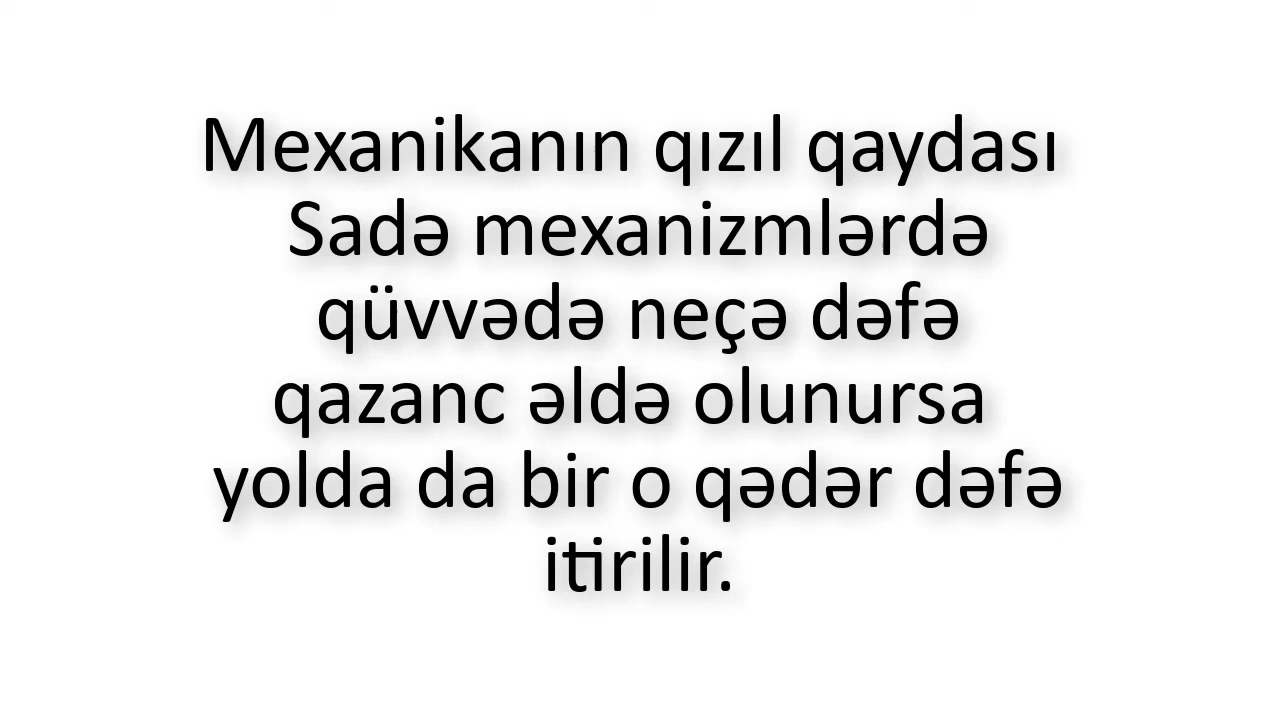 Mexanikanın qızıl qaydası
Sadə mexanizmlərdə
qüvvədə neçə dəfə
qazanc əldə olunursa
yolda da bir o qədər dəfə
itirilir.